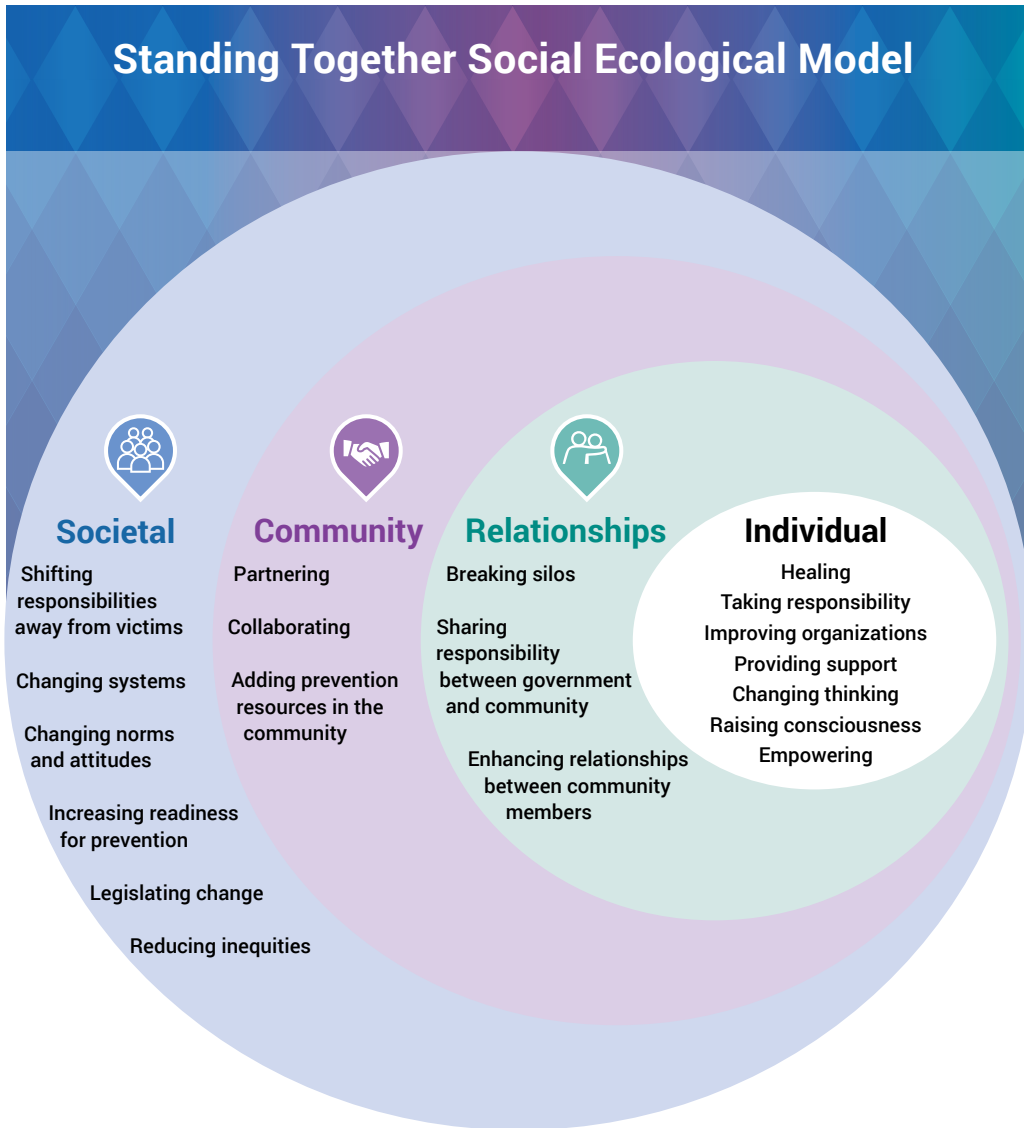 Standing Together Social Ecological Model
Societal
Shifting
responsibilities
away from victims
Changing systems
Changing norms
and attitudes
Increasing readiness
for prevention
Legislating change
Reducing inequities
Community
Partnering
Collaborating
Adding prevention
resources in the
community
Relationships
Breaking silos
Sharing
responsibility
between government
and community
Enhancing relationships
between community
members
Individual
Healing
Taking responsibility
Improving organizations
Providing support
Changing thinking
Raising consciousness
Empowering